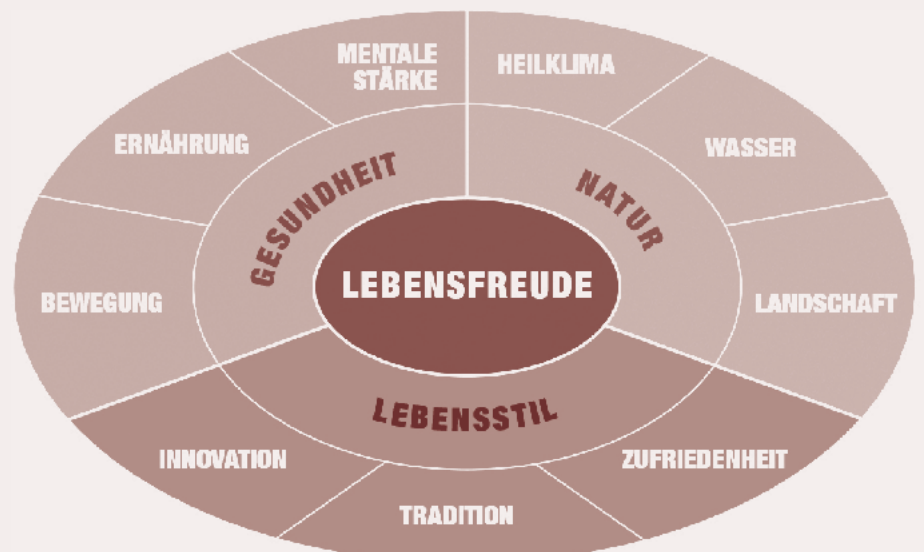 MENTALE
STÄRKE
HEILKLIMA
ERNÄHRUNG
WASSER
GESUNDHEIT
NATUR
LEBENSFREUDE
BEWEGUNG
LANDSCHAFT
LEBENSSTIL
INNOVATION
ZUFRIEDENHEIT
TRADITION